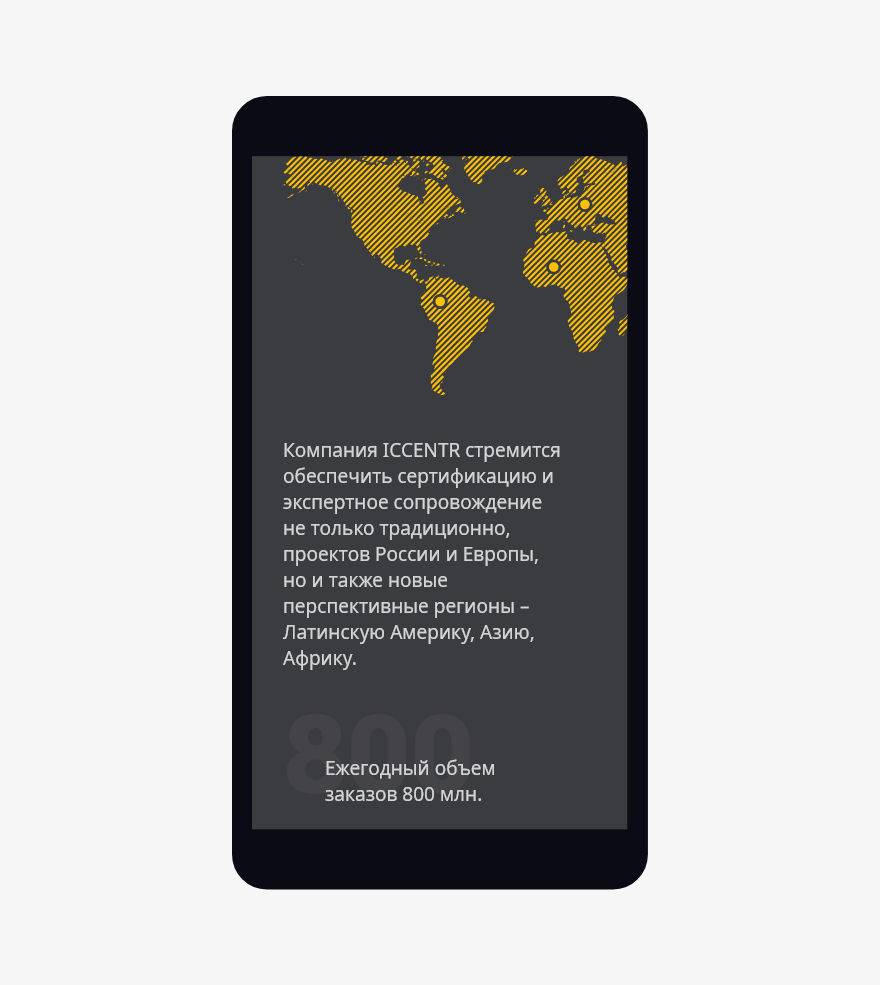 Компания ICCENTR стремится
обеспечить сертификацию и
экспертное сопровождение
не только традиционно,
проектов России и Европы,
но и также новые
перспективные регионы –
Латинскую Америку, Азию,
Африку.
800
Ежегодный объем
заказов 800 млн.